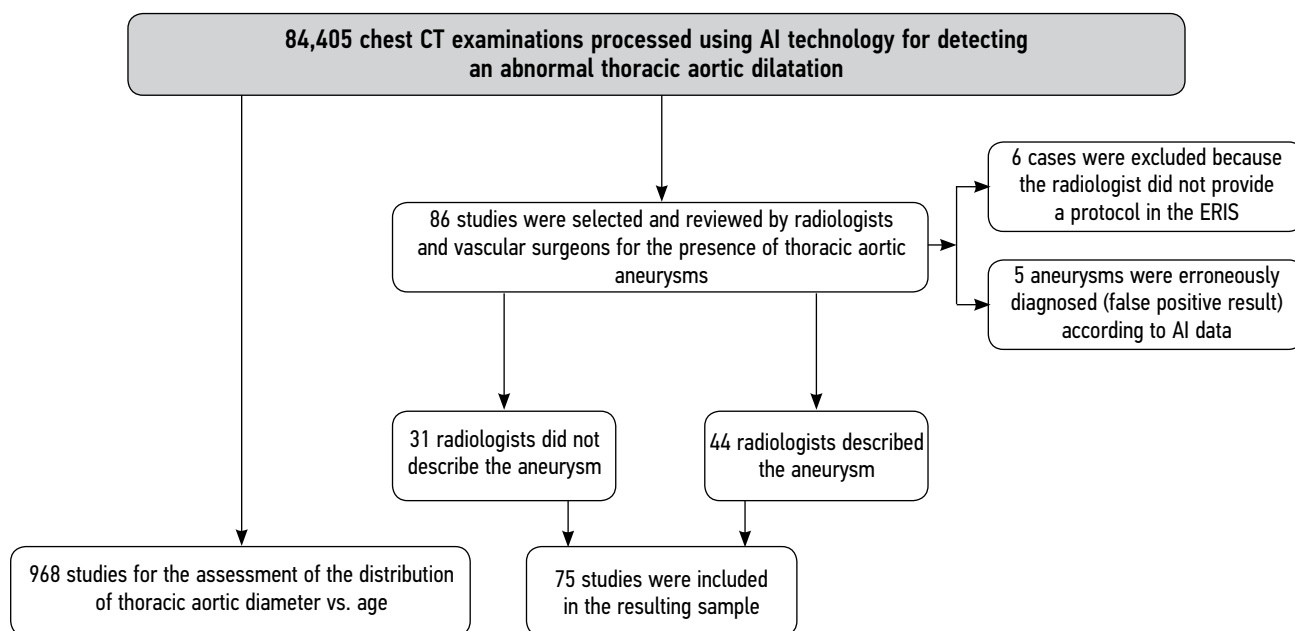 84,405 chest CT examinations processed using AI technology for detecting
an abnormal thoracic aortic dilatation
6 cases were excluded because
the radiologist did not provide
a protocol in the ERIS
86 studies were selected and reviewed by radiologists
and vascular surgeons for the presence of thoracic aortic
aneurysms
5 aneurysms were erroneously
diagnosed (false positive result)
according to AI data
31 radiologists did not
describe the aneurysm
44 radiologists described
the aneurysm
968 studies for the assessment of the distribution
of thoracic aortic diameter vs. age
75 studies were included
in the resulting sample